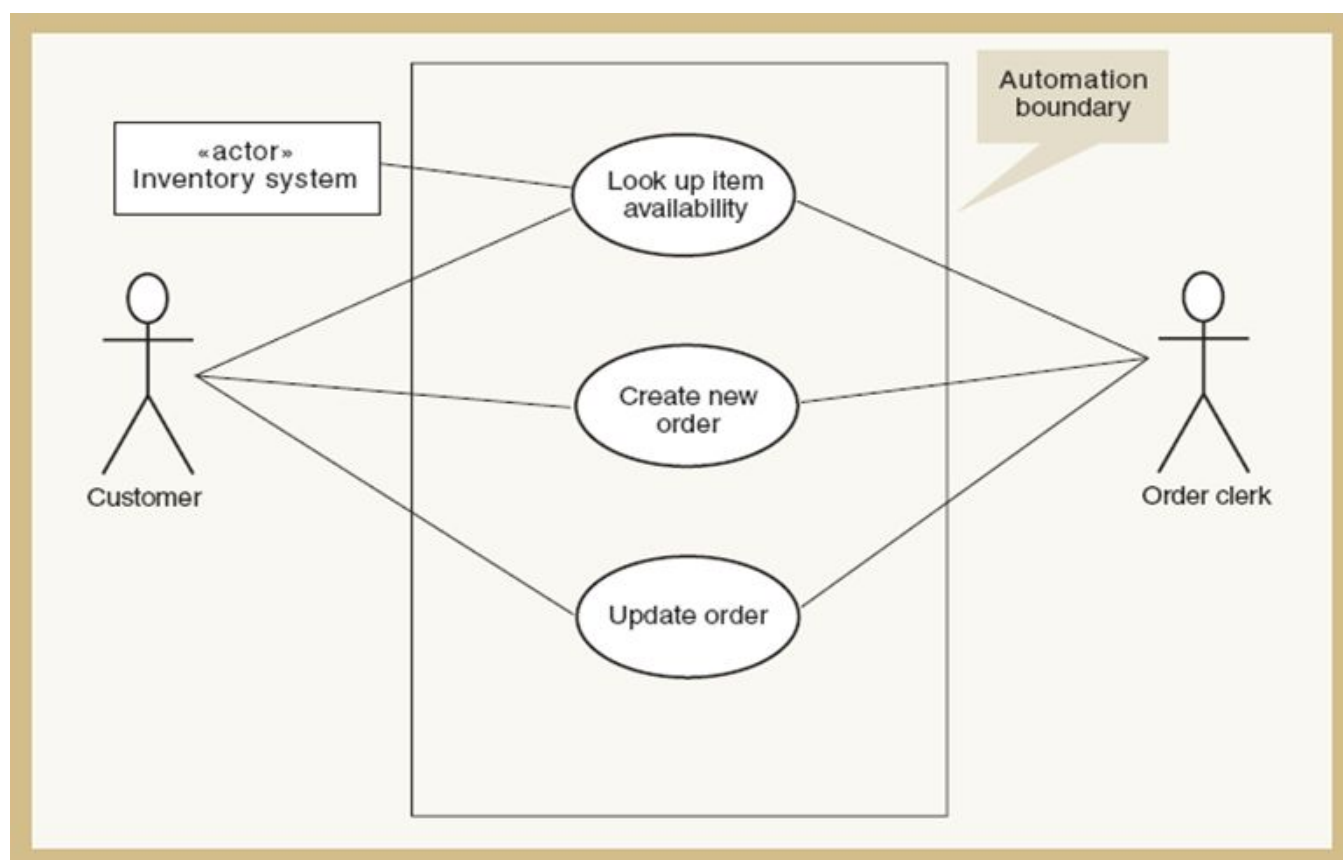 Automation
boundary
«actor»
Inventory system
Look up item
availability
Create new
order
Customer
Order clerk
Update order